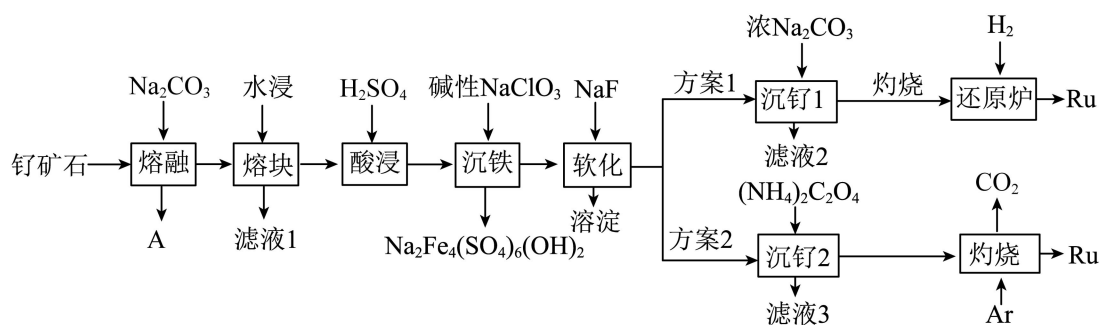 浓Na₂CO₃
H₂
Na₂CO₃
水浸
H₂SO₄
碱性NaClO₃
NaF
方案1
沉钌1
灼烧
还原炉
Ru
钌矿石
熔融
熔块
酸浸
沉铁
软化
滤液2
(NH₄)₂C₂O₄
CO₂
A
滤液1
Na₂Fe₄(SO₄)₆(OH)₂
溶淀
方案2
沉钌2
灼烧
Ru
滤液3
Ar